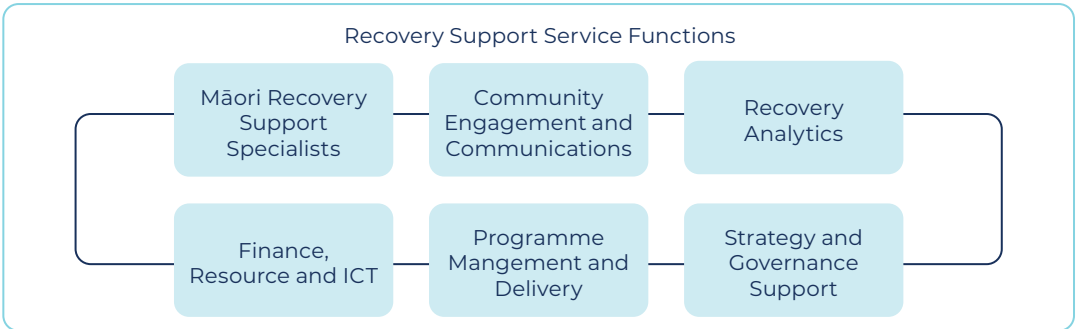 Recovery Support Service Functions
Māori Recovery
Support
Specialists
Community
Engagement and
Communications
Recovery
Analytics
Finance,
Resource and ICT
Programme
Mangement and
Delivery
Strategy and
Governance
Support